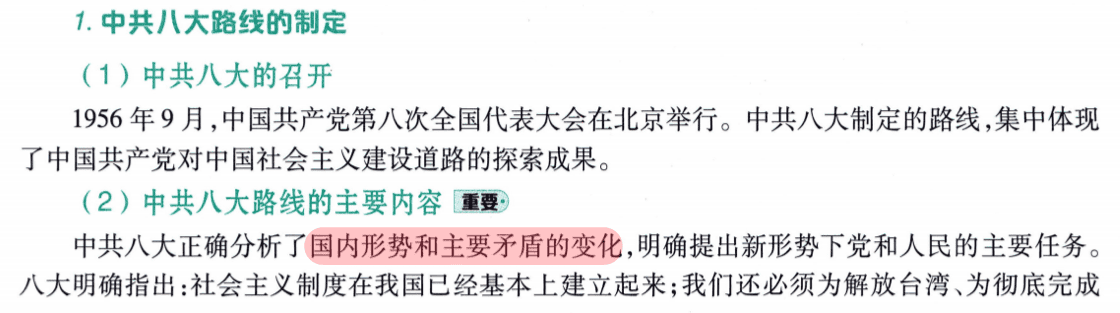 1. 中共八大路线的制定
（1）中共八大的召开
1956 年 9 月,中国共产党第八次全国代表大会在北京举行。中共八大制定的路线,集中体现
了中国共产党对中国社会主义建设道路的探索成果。
（2）中共八大路线的主要内容 重要
中共八大正确分析了国内形势和主要矛盾的变化,明确提出新形势下党和人民的主要任务。
八大明确指出:社会主义制度在我国已经基本上建立起来;我们还必须为解放台湾、为彻底完成